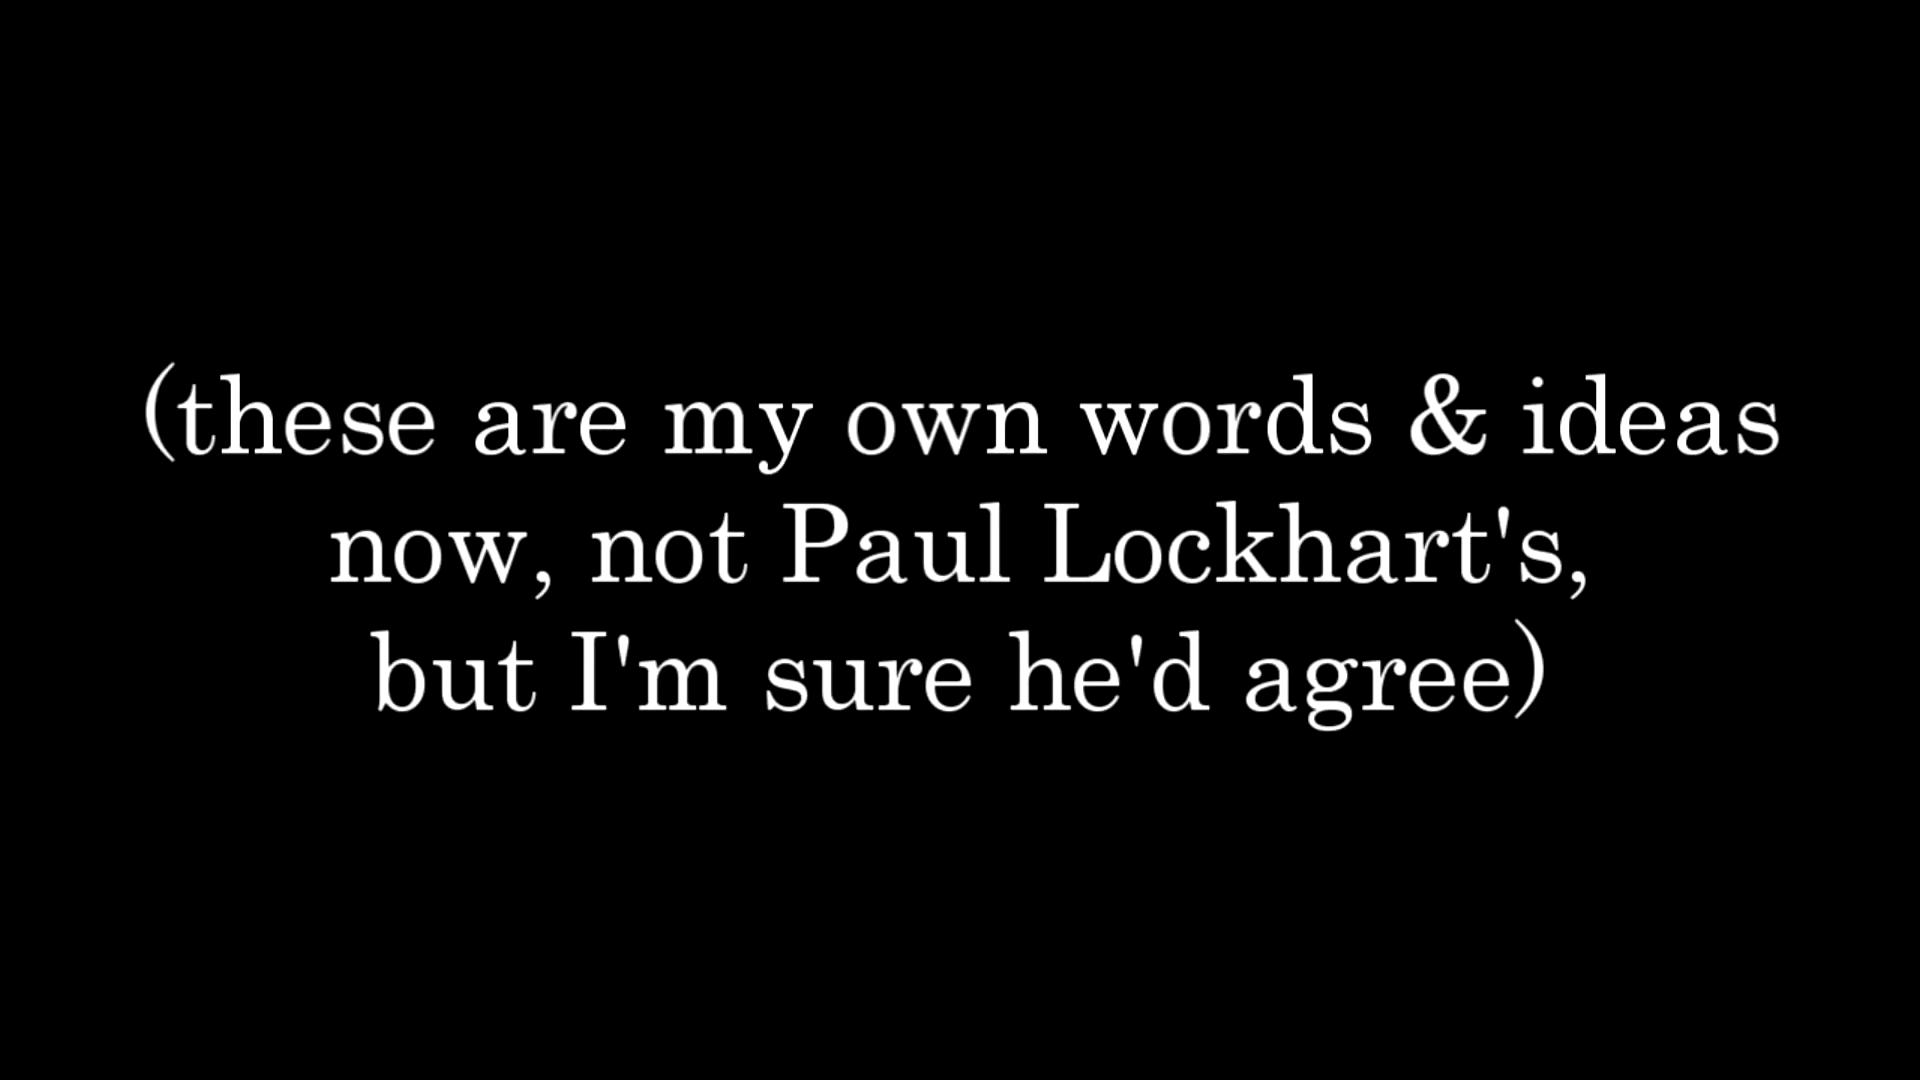 (these are my own words & ideas
now, not Paul Lockhart's,
but I'm sure he'd agree)